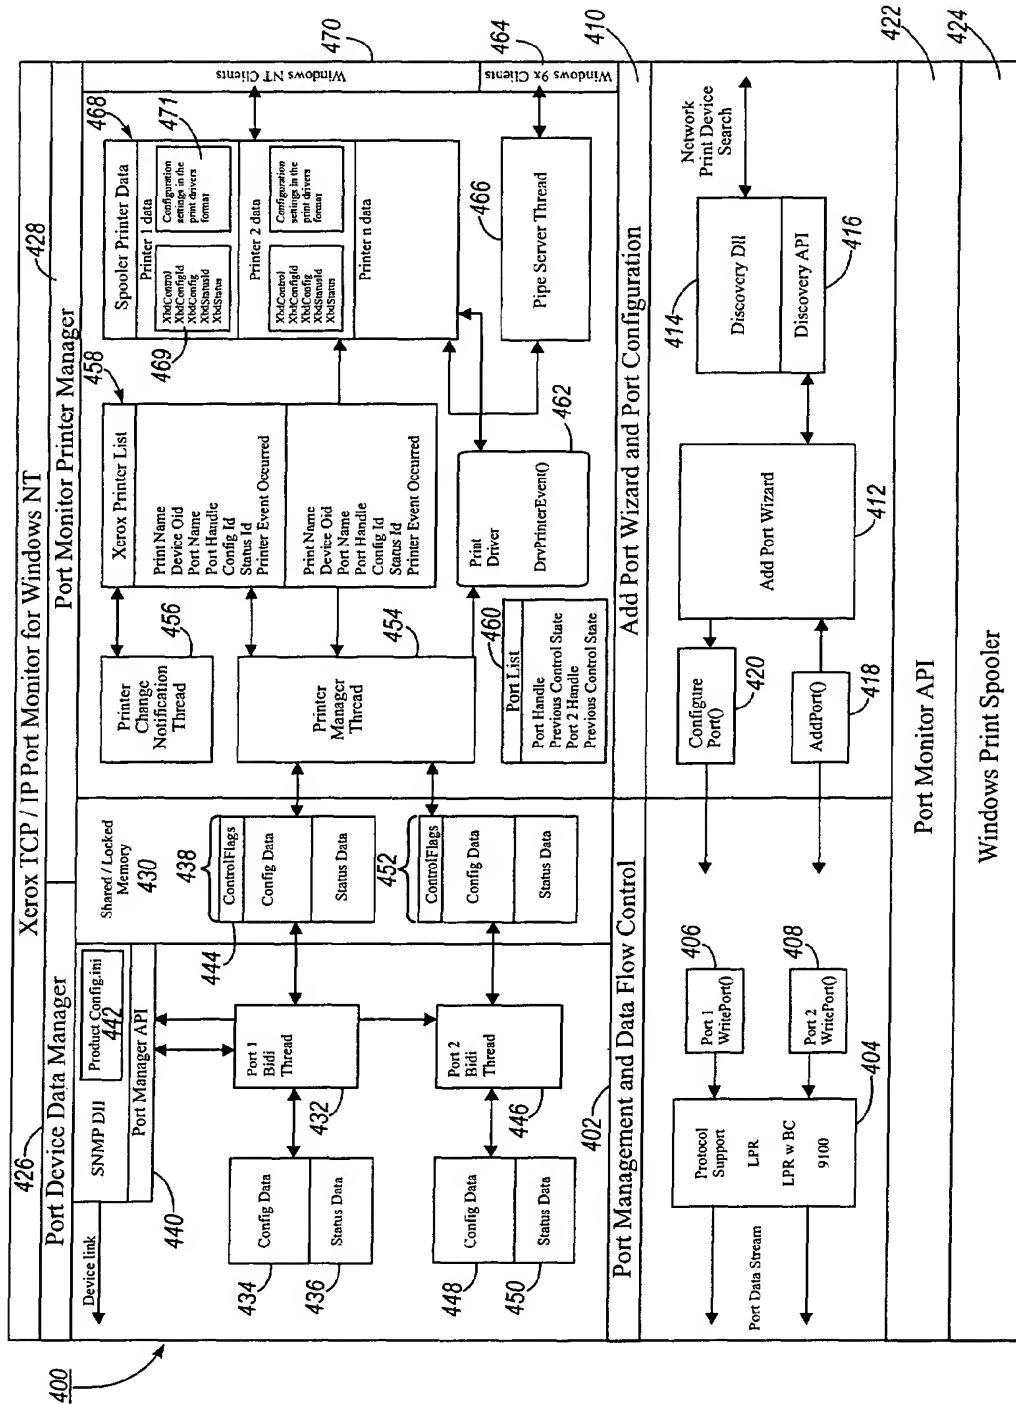 400
Xerox TCP / IP Port Monitor for Windows NT
426
Port Device Data Manager
Port Monitor Printer Manager
428
Device link
SNMP Dll
Product Config.ini
442
Port Manager API
440
Shared / Locked
Memory
430
434
Config Data
Status Data
436
Port 1
Bidi
Thread
432
444
438
ControlFlags
Config Data
Status Data
448
Config Data
Status Data
450
Port 2
Bidi
Thread
446
452
ControlFlags
Config Data
Status Data
402
Printer
Change
Notification
Thread
456
Printer
Manager
Thread
454
458
Xerox Printer List
Print Name
Device Oid
Port Name
Port Handle
Config Id
Status Id
Printer Event Occurred
Print Name
Device Oid
Port Name
Port Handle
Config Id
Status Id
Printer Event Occurred
460
Port List
Port Handle
Previous Control State
Port 2 Handle
Previous Control State
Print
Driver
DrvPrinterEvent()
462
468
Spooler Printer Data
Printer 1 data
XbdControl
XbdConfigId
XbdConfig
XbdStatusId
XbdStatus
469
Configuration
settings in the
print drivers
format
471
Printer 2 data
XbdControl
XbdConfigId
XbdConfig
XbdStatusId
XbdStatus
Configuration
settings in the
print drivers
format
Printer n data
Pipe Server Thread
466
Windows NT Clients
470
Windows 9x Clients
464
Port Management and Data Flow Control
Add Port Wizard and Port Configuration
410
Port Data Stream
Protocol
Support
LPR
LPR w BC
9100
404
Port 1
WritePort()
406
Port 2
WritePort()
408
Configure
Port()
420
AddPort()
418
Add Port Wizard
412
414
Discovery Dll
Discovery API
416
Network
Print Device
Search
Port Monitor API
422
Windows Print Spooler
424